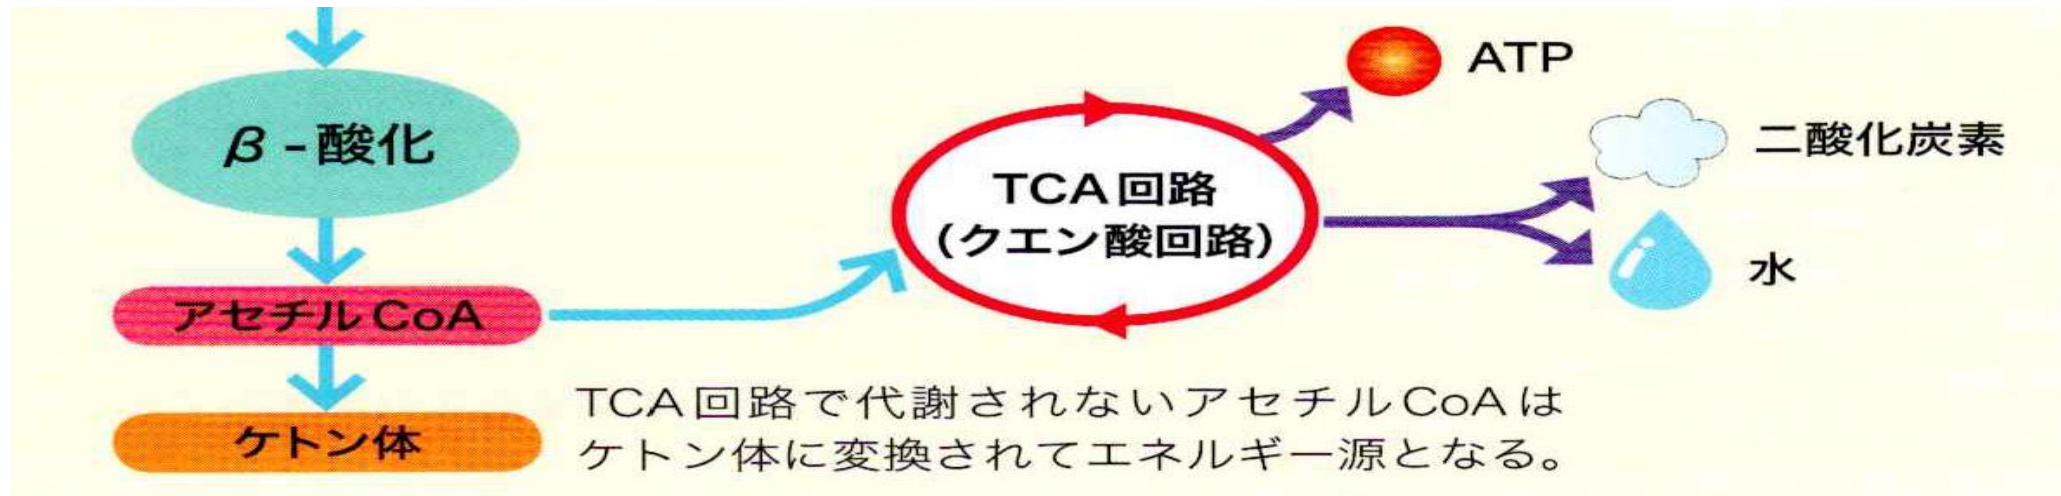 β-酸化
アセチルCoA
ケトン体
TCA回路
(クエン酸回路)
ATP
二酸化炭素
水
TCA回路で代謝されないアセチルCoAは
ケトン体に変換されてエネルギー源となる。